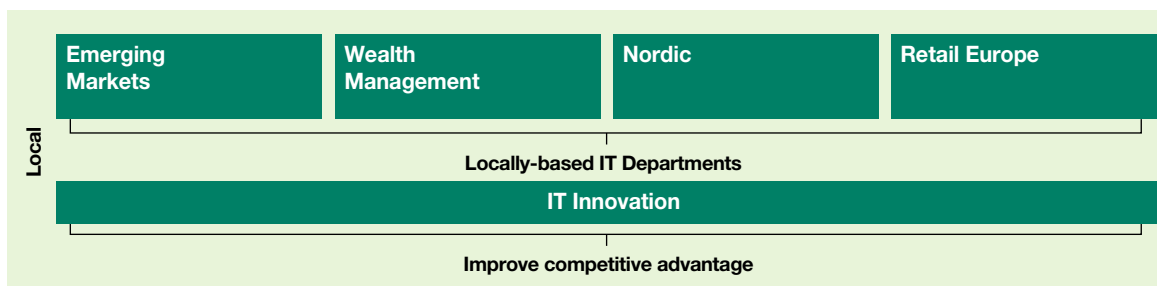 Emerging
Markets
Wealth
Management
Nordic
Retail Europe
Local
Locally-based IT Departments
IT Innovation
Improve competitive advantage